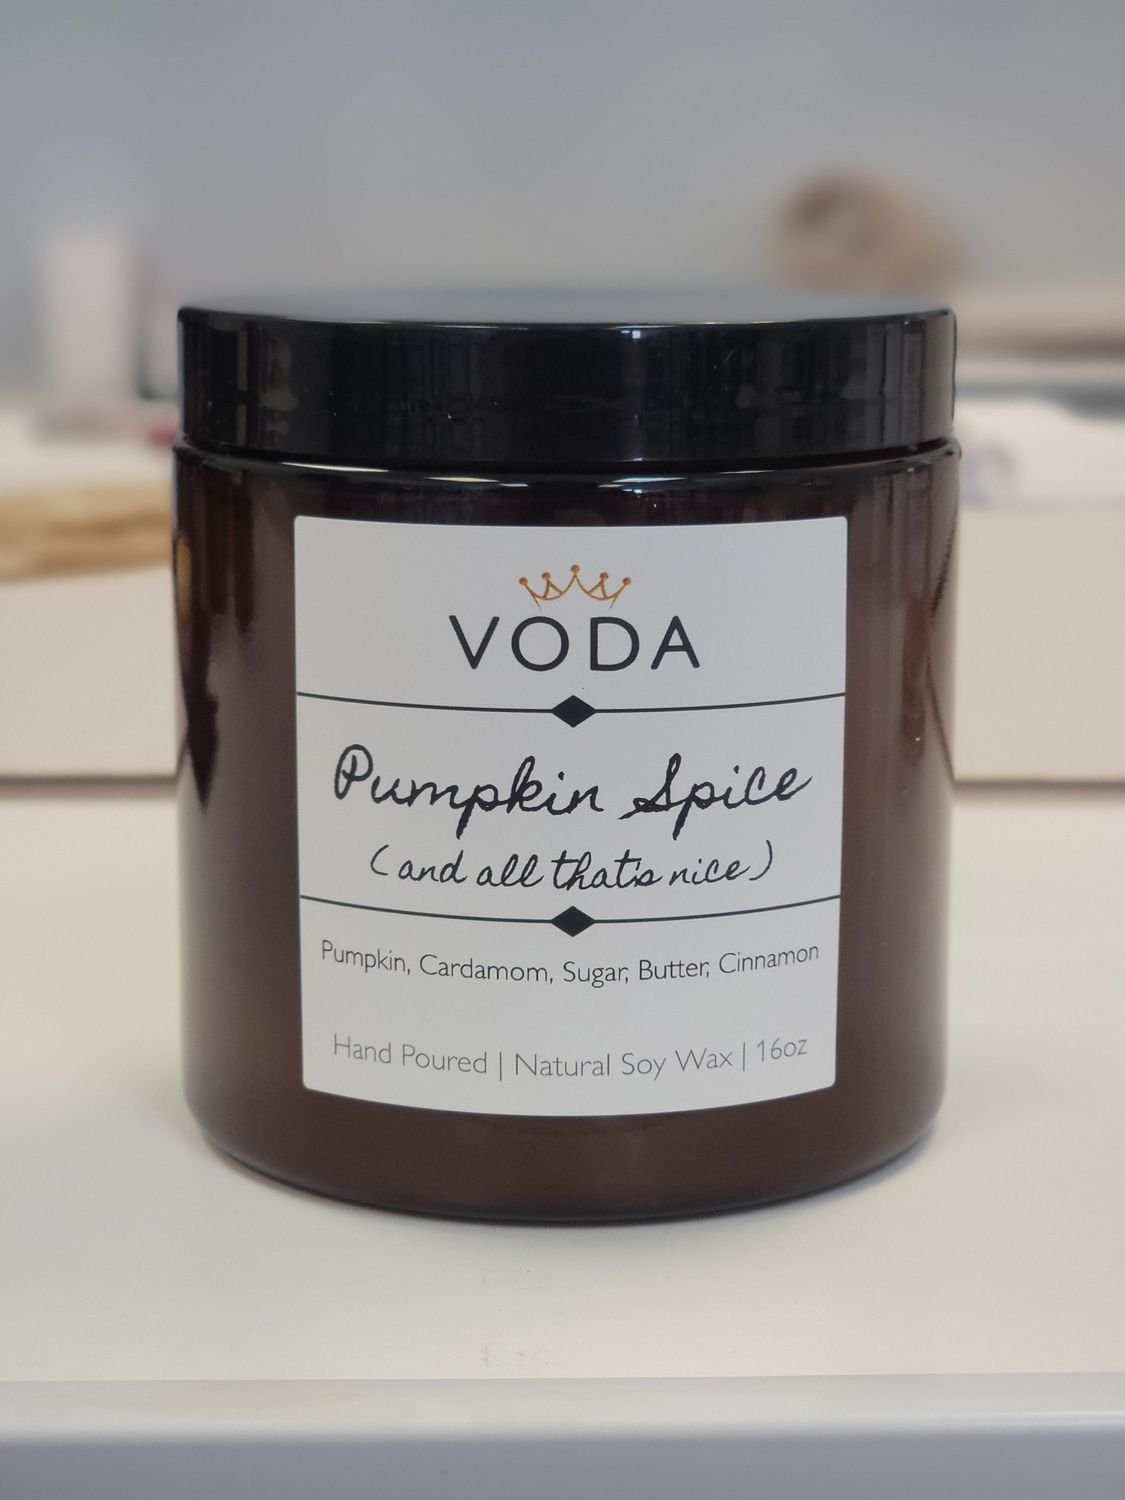 VODA
Pumpkin Spice
(and all that's nice)
Pumpkin, Cardamom, Sugar, Butter, Cinnamon
Hand Poured | Natural Soy Wax | 16oz